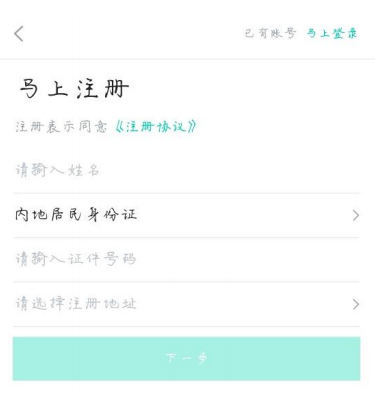 已有账号 马上登录
马上注册
注册表示同意《注册协议》
请输入姓名
内地居民身份证
请输入证件号码
请选择注册地址
下一步